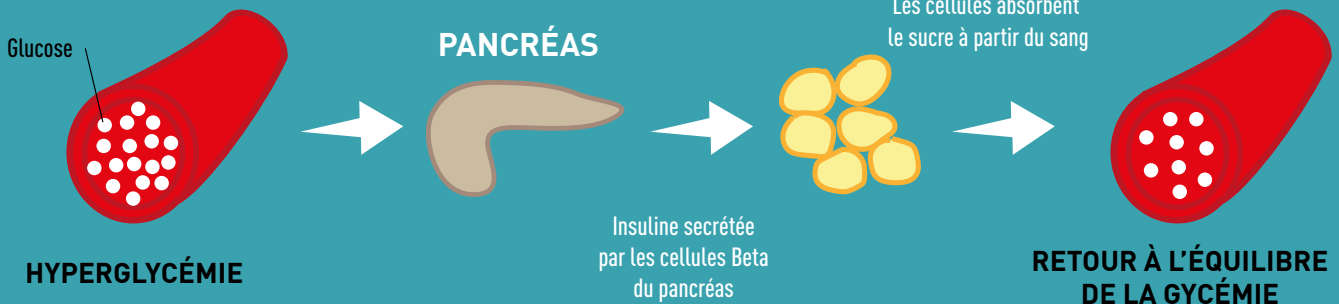 Glucose
HYPERGLYCÉMIE
PANCRÉAS
Insuline secrétée
par les cellules Beta
du pancréas
Les cellules absorbent
le sucre à partir du sang
RETOUR À L'ÉQUILIBRE
DE LA GYCÉMIE